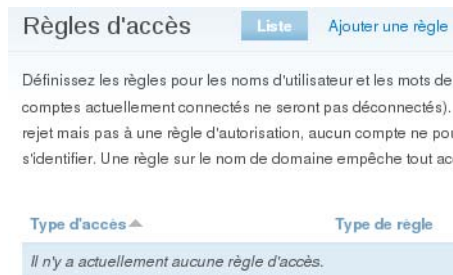 Règles d'accès Liste Ajouter une règle
Définissez les règles pour les noms d'utilisateur et les mots de
comptes actuellement connectés ne seront pas déconnectés).
rejet mais pas à une règle d'autorisation, aucun compte ne
s'identifier. Une règle sur le nom de domaine empêche tout
Type d'accès Type de règle
Il n'y a actuellement aucune règle d'accès.